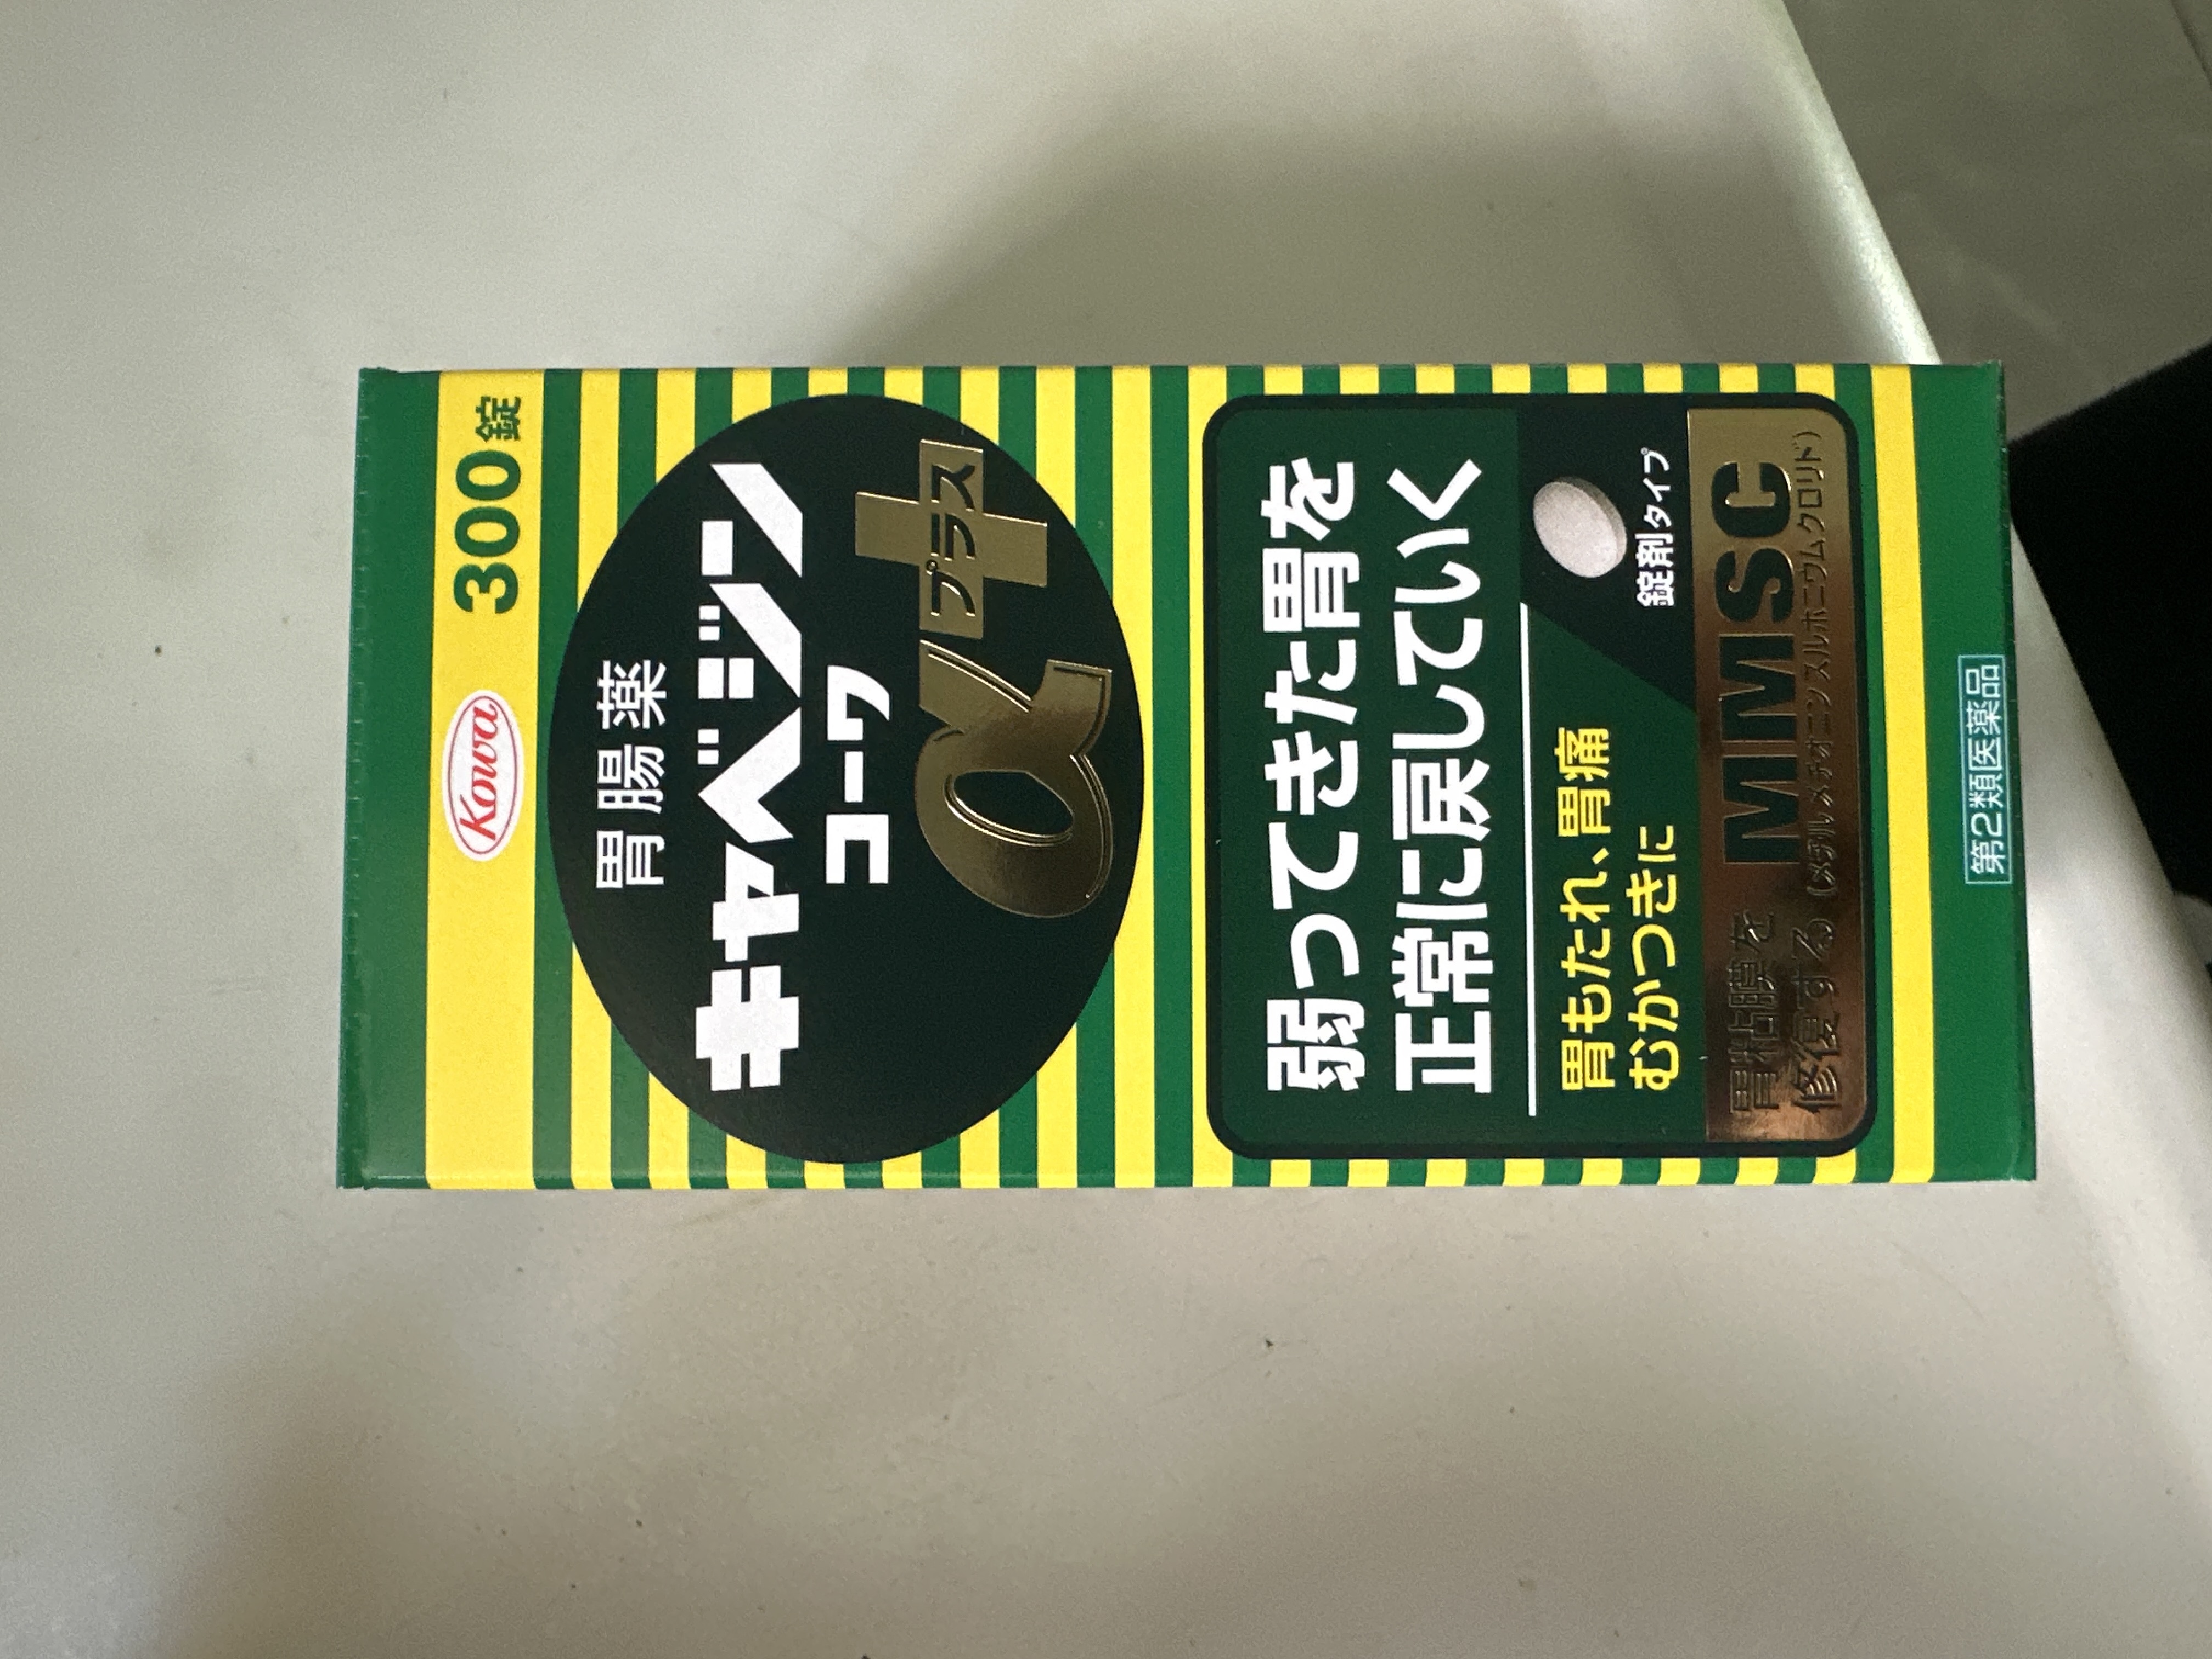 Kowa
300錠
胃腸薬
キャベジン
コーワ
α+プラス
弱ってきた胃を
正常に戻していく
胃もたれ、胃痛
むかつきに
錠剤タイプ
胃粘膜を
修復する
MMSC
(メチルメチオニンスルホニウムクロリド)
第2類医薬品